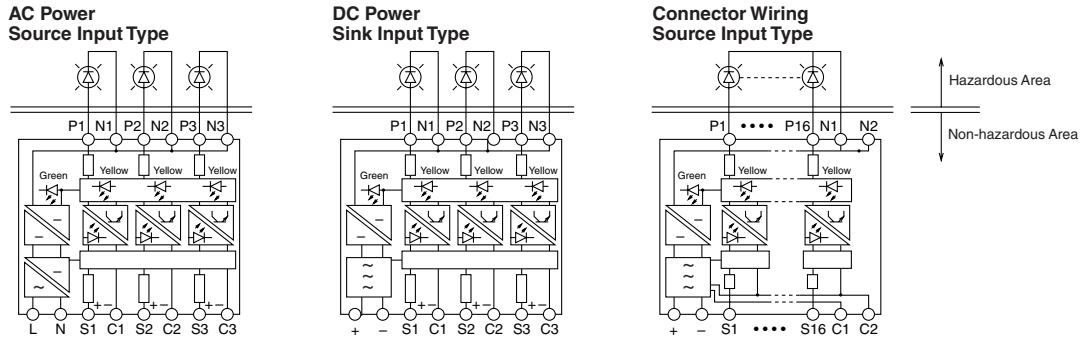 AC Power
Source Input Type
DC Power
Sink Input Type
Connector Wiring
Source Input Type
Hazardous Area
Non-hazardous Area
P1 N1 P2 N2 P3 N3
Green Yellow Yellow Yellow
+ − + − + −
L N S1 C1 S2 C2 S3 C3
P1 N1 P2 N2 P3 N3
Green Yellow Yellow Yellow
+ − + − + −
+ − S1 C1 S2 C2 S3 C3
P1 •••• P16 N1 N2
Green Yellow Yellow
+ − S1 •••• S16 C1 C2